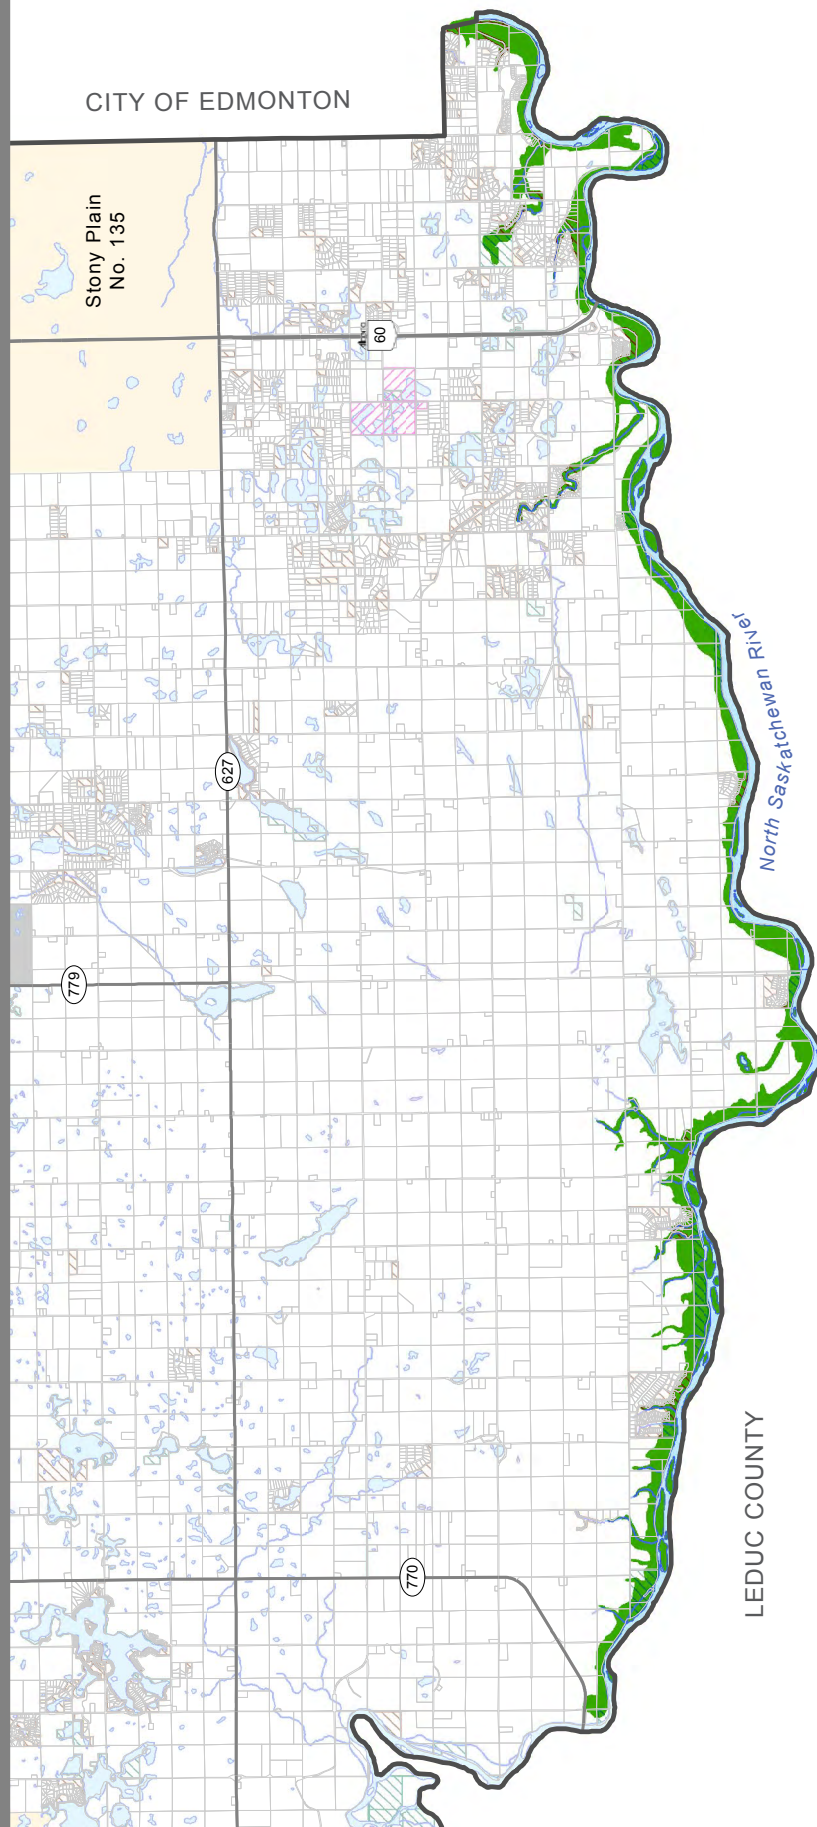 CITY OF EDMONTON
Stony Plain
No. 135
60
627
North Saskatchewan River
779
770
LEDUC COUNTY